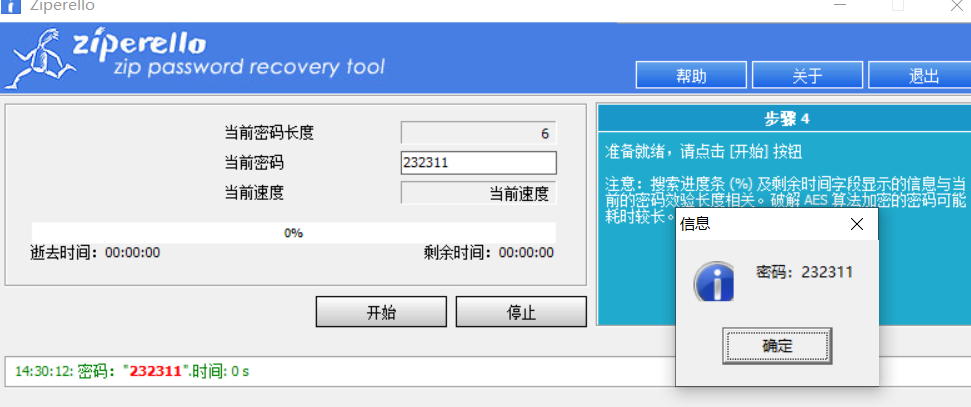 Ziperello
ziperello
zip password recovery tool
帮助
关于
退出
当前密码长度 6
当前密码 232311
当前速度 当前速度
0%
逝去时间：00:00:00 剩余时间：00:00:00
开始
停止
步骤 4
准备就绪，请点击 [开始] 按钮
注意：搜索进度条 (%) 及剩余时间字段显示的信息与当
前的密码效验长度相关。破解 AES 算法加密的密码可能
耗时较长。
信息
密码：232311
确定
14:30:12: 密码："232311".时间: 0 s